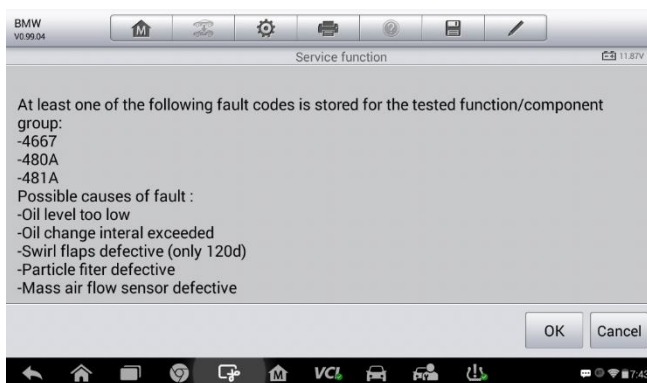 BMW
V0.99.04
Service function
11.87V
At least one of the following fault codes is stored for the tested function/component
group:
-4667
-480A
-481A
Possible causes of fault :
-Oil level too low
-Oil change interal exceeded
-Swirl flaps defective (only 120d)
-Particle fiter defective
-Mass air flow sensor defective
OK Cancel
VCI
7:43